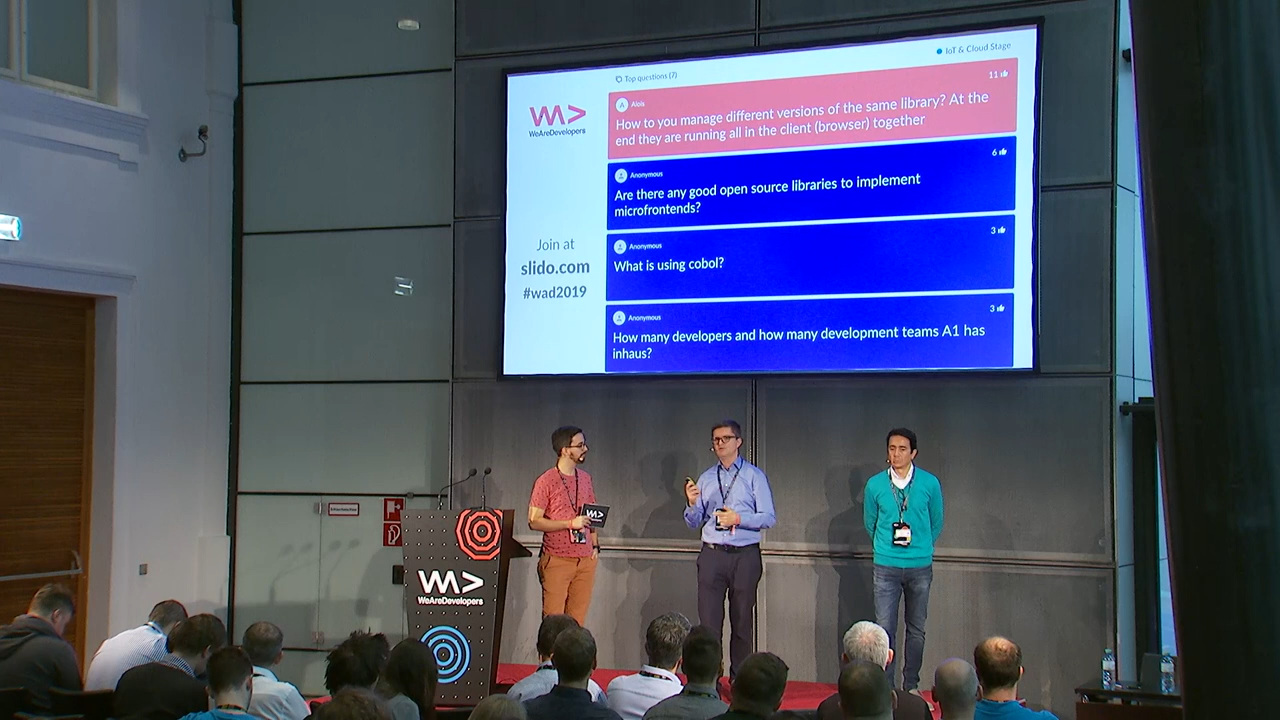 IoT & Cloud Stage
Top questions (7)
WeAreDevelopers
Join at
slido.com
#wad2019
Alois
11
How to you manage different versions of the same library? At the
end they are running all in the client (browser) together
Anonymous
6
Are there any good open source libraries to implement
microfrontends?
Anonymous
3
What is using cobol?
Anonymous
3
How many developers and how many development teams A1 has
inhaus?
WeAreDevelopers